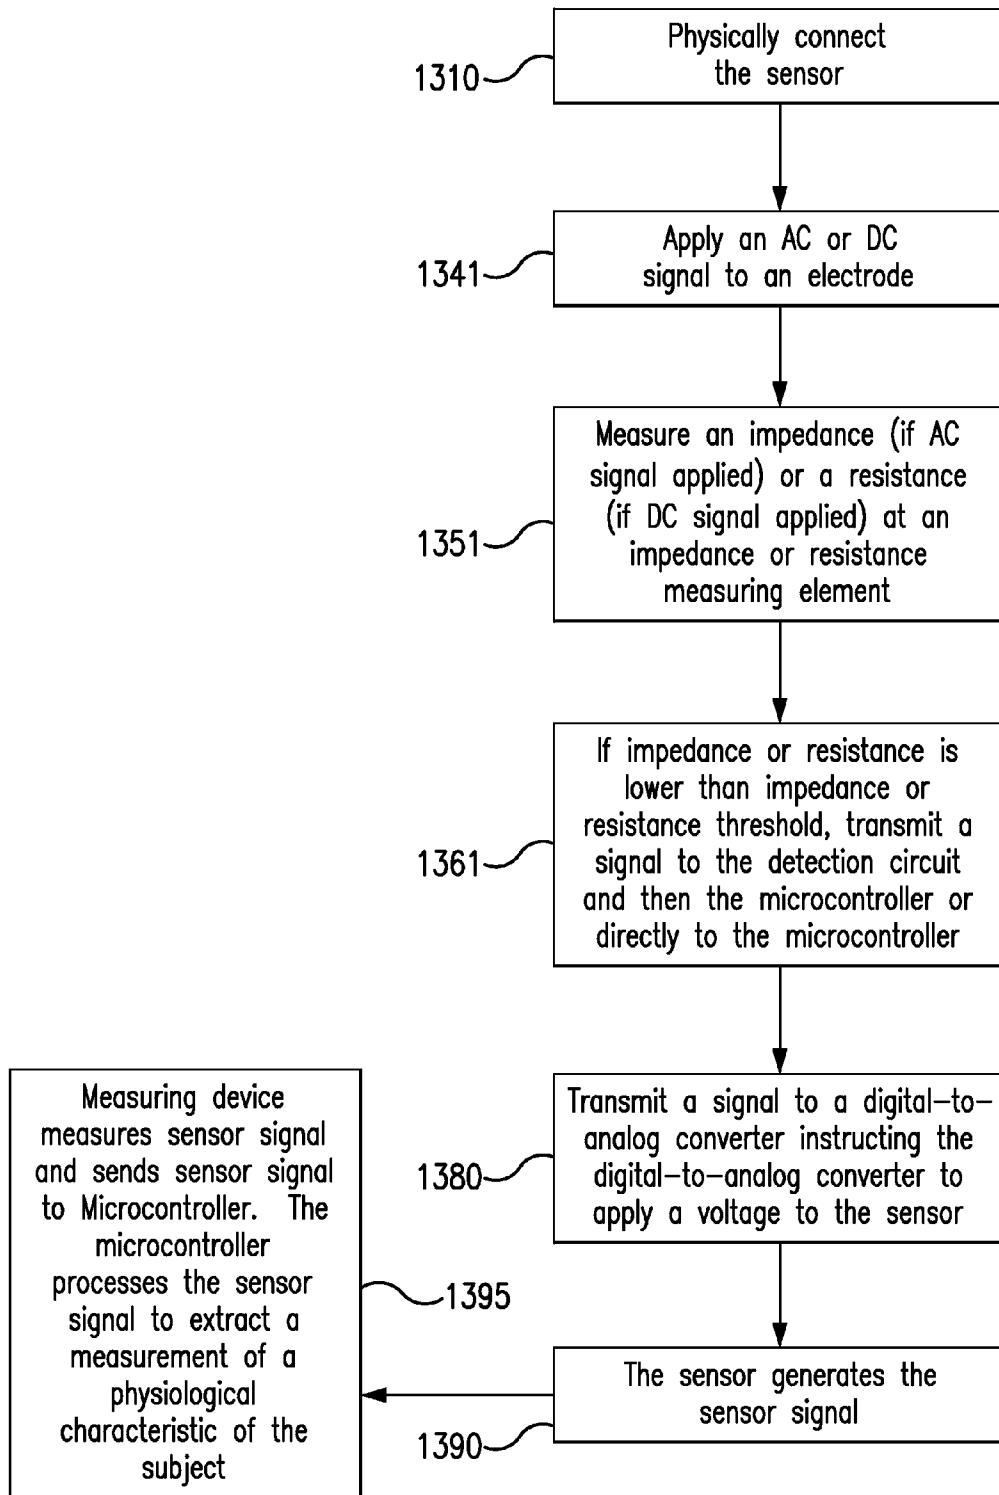 Physically connect
the sensor
1310
Apply an AC or DC
signal to an electrode
1341
Measure an impedance (if AC
signal applied) or a resistance
(if DC signal applied) at an
impedance or resistance
measuring element
1351
If impedance or resistance is
lower than impedance or
resistance threshold, transmit a
signal to the detection circuit
and then the microcontroller or
directly to the microcontroller
1361
Transmit a signal to a digital-to-
analog converter instructing the
digital-to-analog converter to
apply a voltage to the sensor
1380
The sensor generates the
sensor signal
1390
Measuring device
measures sensor signal
and sends sensor signal
to Microcontroller. The
microcontroller
processes the sensor
signal to extract a
measurement of a
physiological
characteristic of the
subject
1395